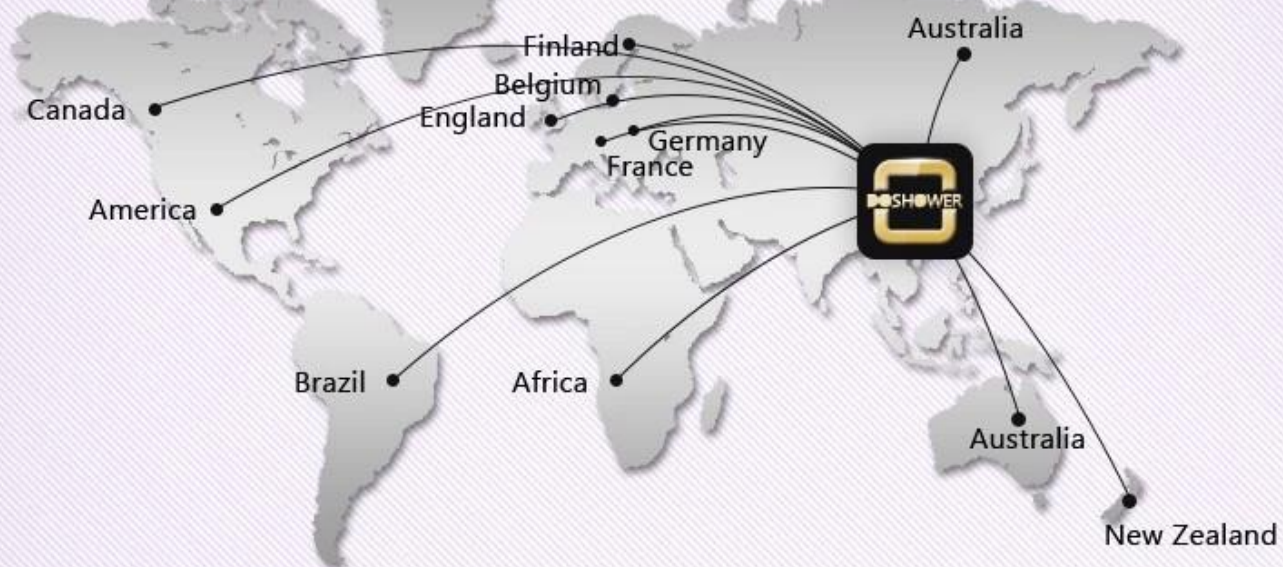 Australia
Finland
Belgium
Canada
England
Germany
France
DOSHOWER
America
Brazil
Africa
Australia
New Zealand